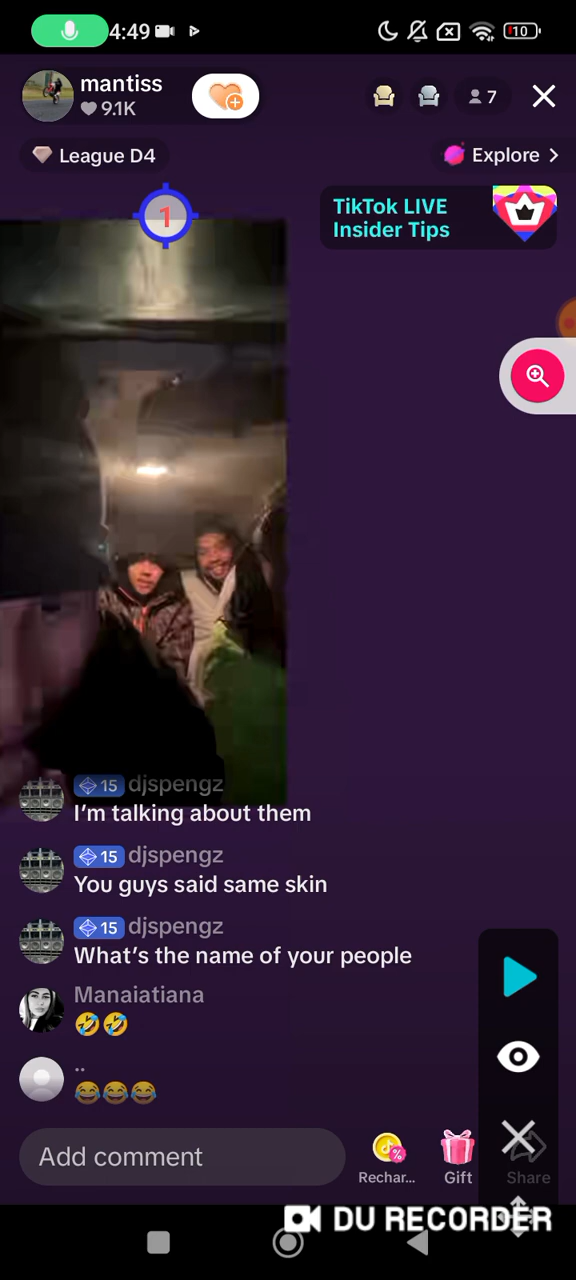 4:49
10
mantiss
9.1K
7
League D4
Explore
1
TikTok LIVE
Insider Tips
15 djspengz
I'm talking about them
15 djspengz
You guys said same skin
15 djspengz
What's the name of your people
Manaiatiana
🤣🤣
..
😂😂😂
Add comment
Rechar...
Gift
Share
DU RECORDER